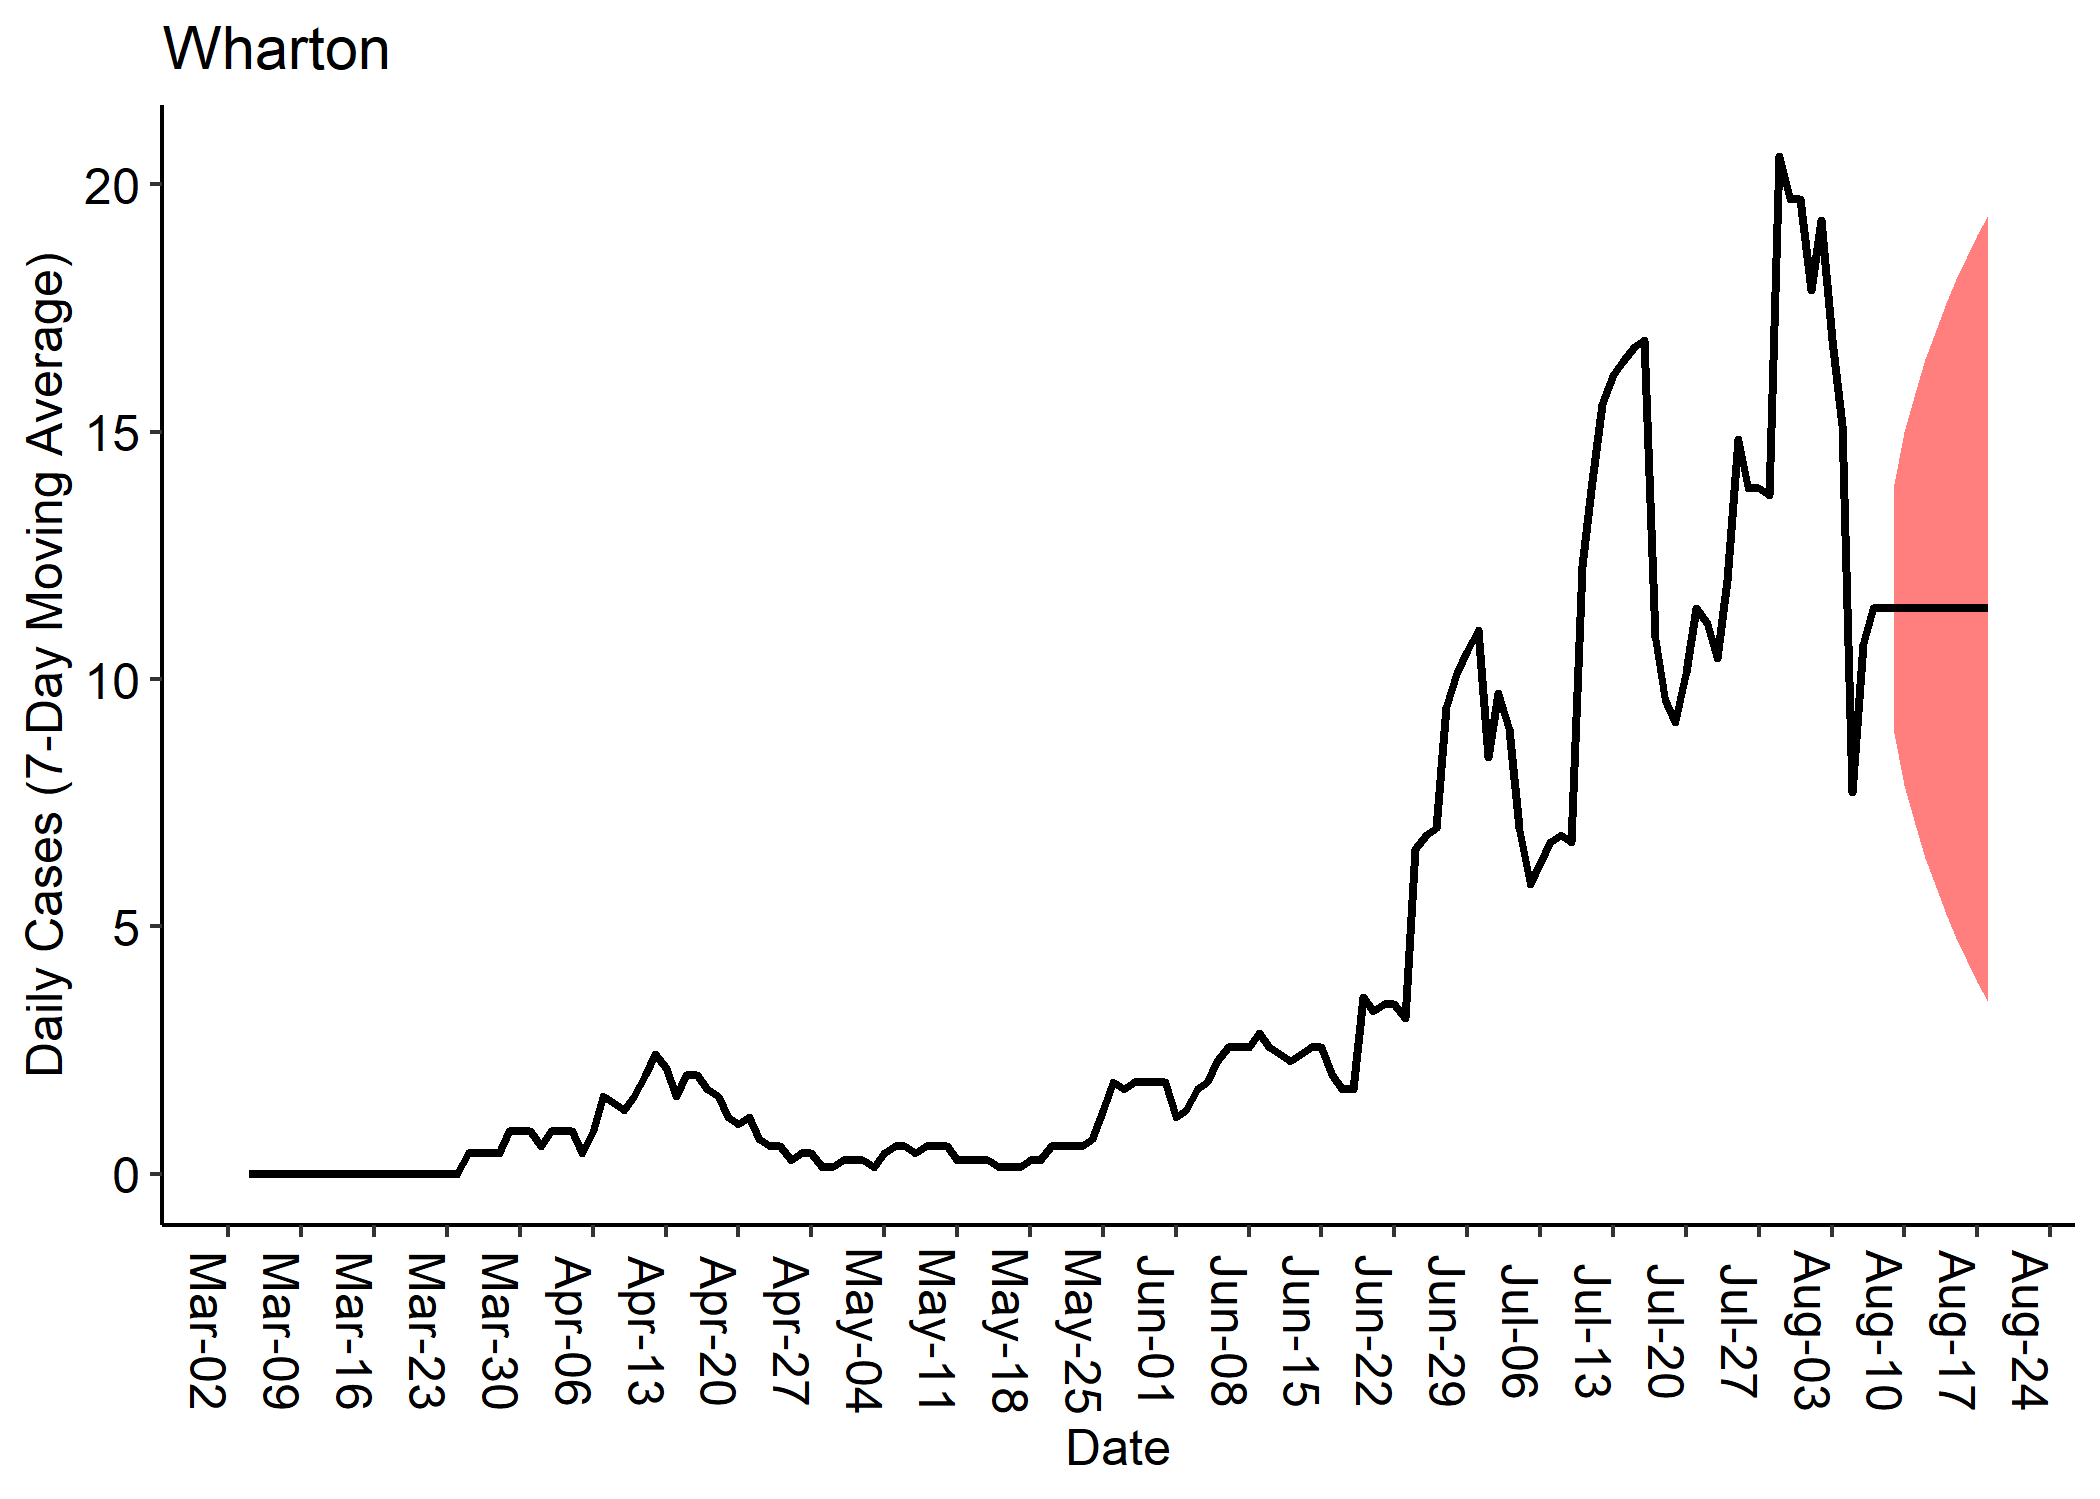 Wharton
Daily Cases (7-Day Moving Average)
20
15
10
5
0
Mar-02
Mar-09
Mar-16
Mar-23
Mar-30
Apr-06
Apr-13
Apr-20
Apr-27
May-04
May-11
May-18
May-25
Jun-01
Jun-08
Jun-15
Jun-22
Jun-29
Jul-06
Jul-13
Jul-20
Jul-27
Aug-03
Aug-10
Aug-17
Aug-24
Date